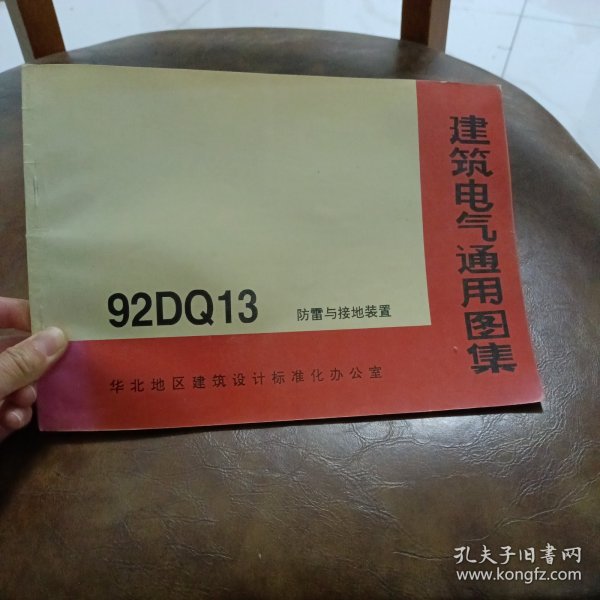 建筑电气通用图集
92DQ13 防雷与接地装置
华北地区建筑设计标准化办公室
孔夫子旧书网
www.kongfz.com